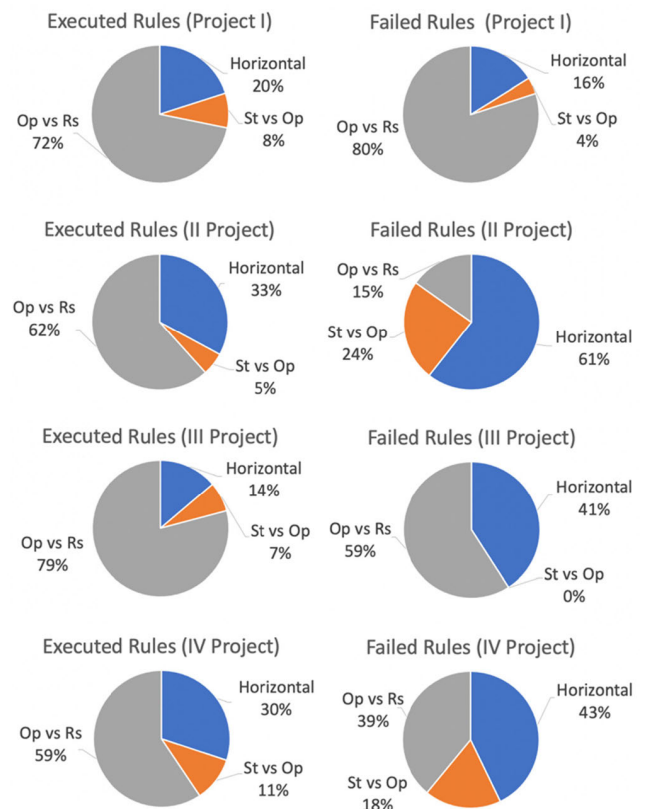 Executed Rules (Project I)
Horizontal
20%
St vs Op
8%
Op vs Rs
72%
Failed Rules (Project I)
Horizontal
16%
St vs Op
4%
Op vs Rs
80%
Executed Rules (II Project)
Horizontal
33%
Op vs Rs
62%
St vs Op
5%
Failed Rules (II Project)
Op vs Rs
15%
St vs Op
24%
Horizontal
61%
Executed Rules (III Project)
Horizontal
14%
St vs Op
7%
Op vs Rs
79%
Failed Rules (III Project)
Horizontal
41%
Op vs Rs
59%
St vs Op
0%
Executed Rules (IV Project)
Horizontal
30%
Op vs Rs
59%
St vs Op
11%
Failed Rules (IV Project)
Op vs Rs
39%
Horizontal
43%
St vs Op
18%